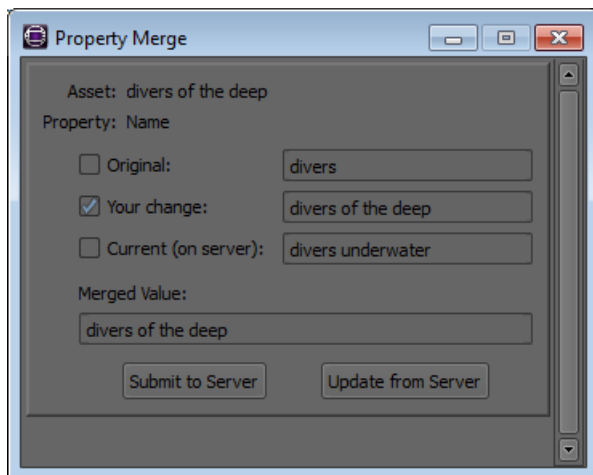 Property Merge
Asset: divers of the deep
Property: Name
Original: divers
Your change: divers of the deep
Current (on server): divers underwater
Merged Value:
divers of the deep
Submit to Server Update from Server